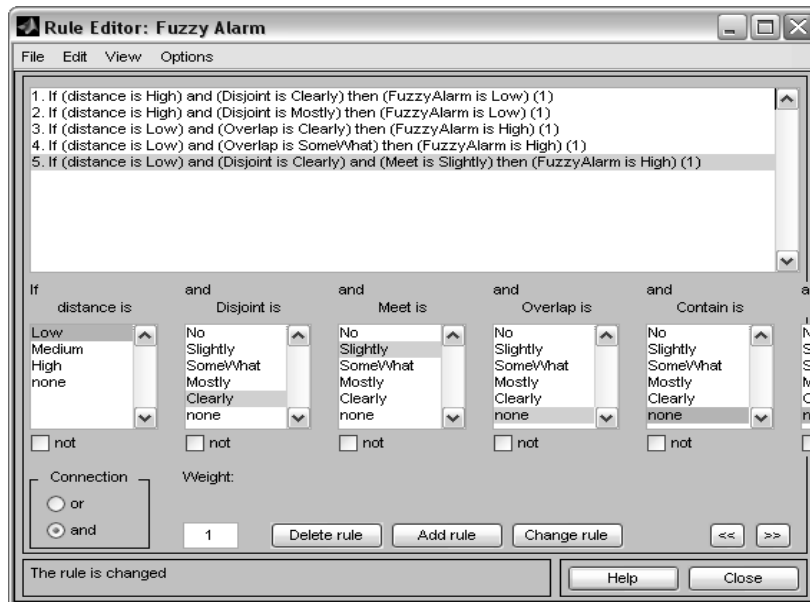 Rule Editor: Fuzzy Alarm
File Edit View Options
1. If (distance is High) and (Disjoint is Clearly) then (FuzzyAlarm is Low) (1)
2. If (distance is High) and (Disjoint is Mostly) then (FuzzyAlarm is Low) (1)
3. If (distance is Low) and (Overlap is Clearly) then (FuzzyAlarm is High) (1)
4. If (distance is Low) and (Overlap is SomeWhat) then (FuzzyAlarm is High) (1)
5. If (distance is Low) and (Disjoint is Clearly) and (Meet is Slightly) then (FuzzyAlarm is High) (1)
If and and and and
distance is Disjoint is Meet is Overlap is Contain is
Low No No No No
Medium Slightly Slightly Slightly Slightly
High SomeWhat SomeWhat SomeWhat SomeWhat
none Mostly Mostly Mostly Mostly
Clearly Clearly Clearly Clearly
none none none none
not not not not not
Connection Weight:
or
and 1 Delete rule Add rule Change rule << >>
The rule is changed Help Close